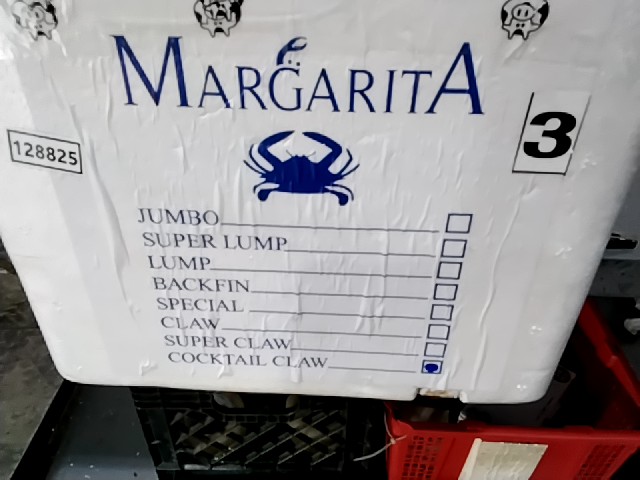 MARGARITA
3
128825
JUMBO
SUPER LUMP
LUMP
BACKFIN
SPECIAL
CLAW
SUPER CLAW
COCKTAIL CLAW